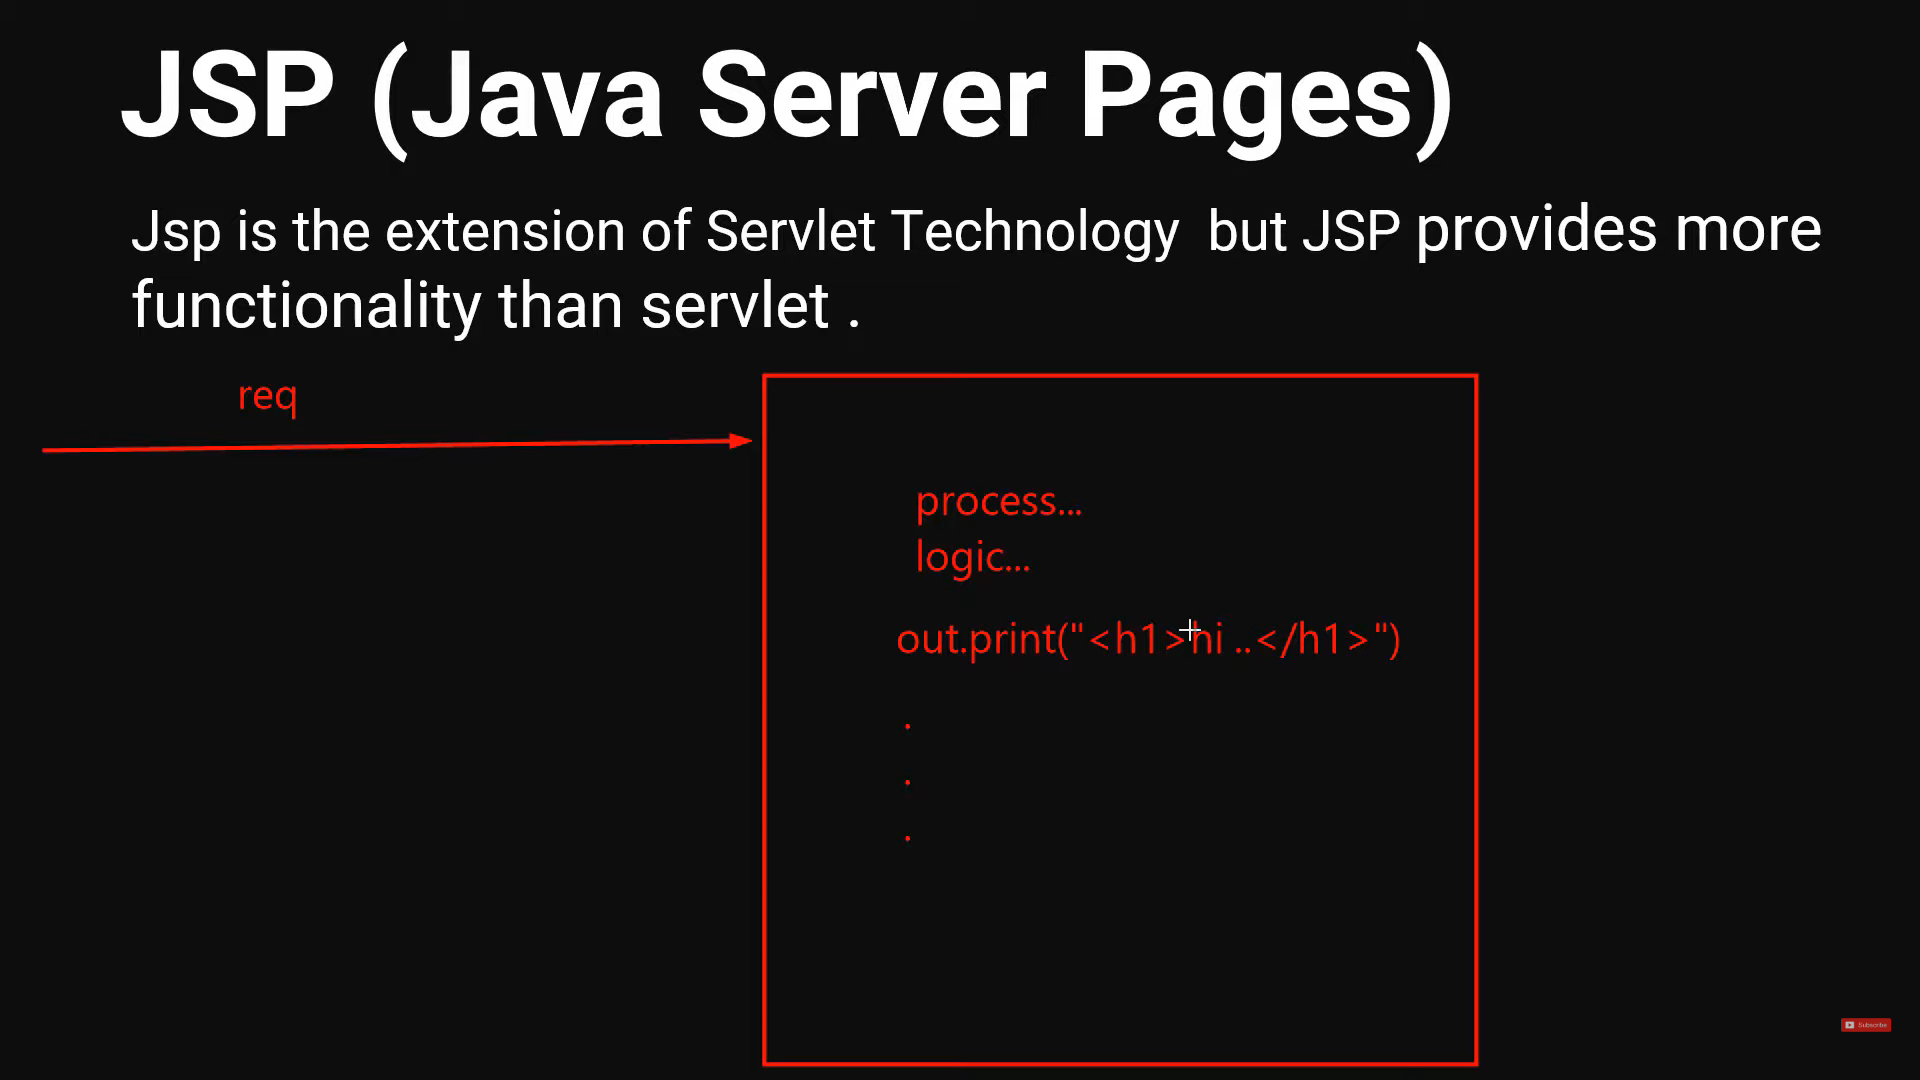 JSP (Java Server Pages)
Jsp is the extension of Servlet Technology but JSP provides more
functionality than servlet .
req
process...
logic...
out.print("<h1>hi ..</h1>")
.
.
.
Subscribe